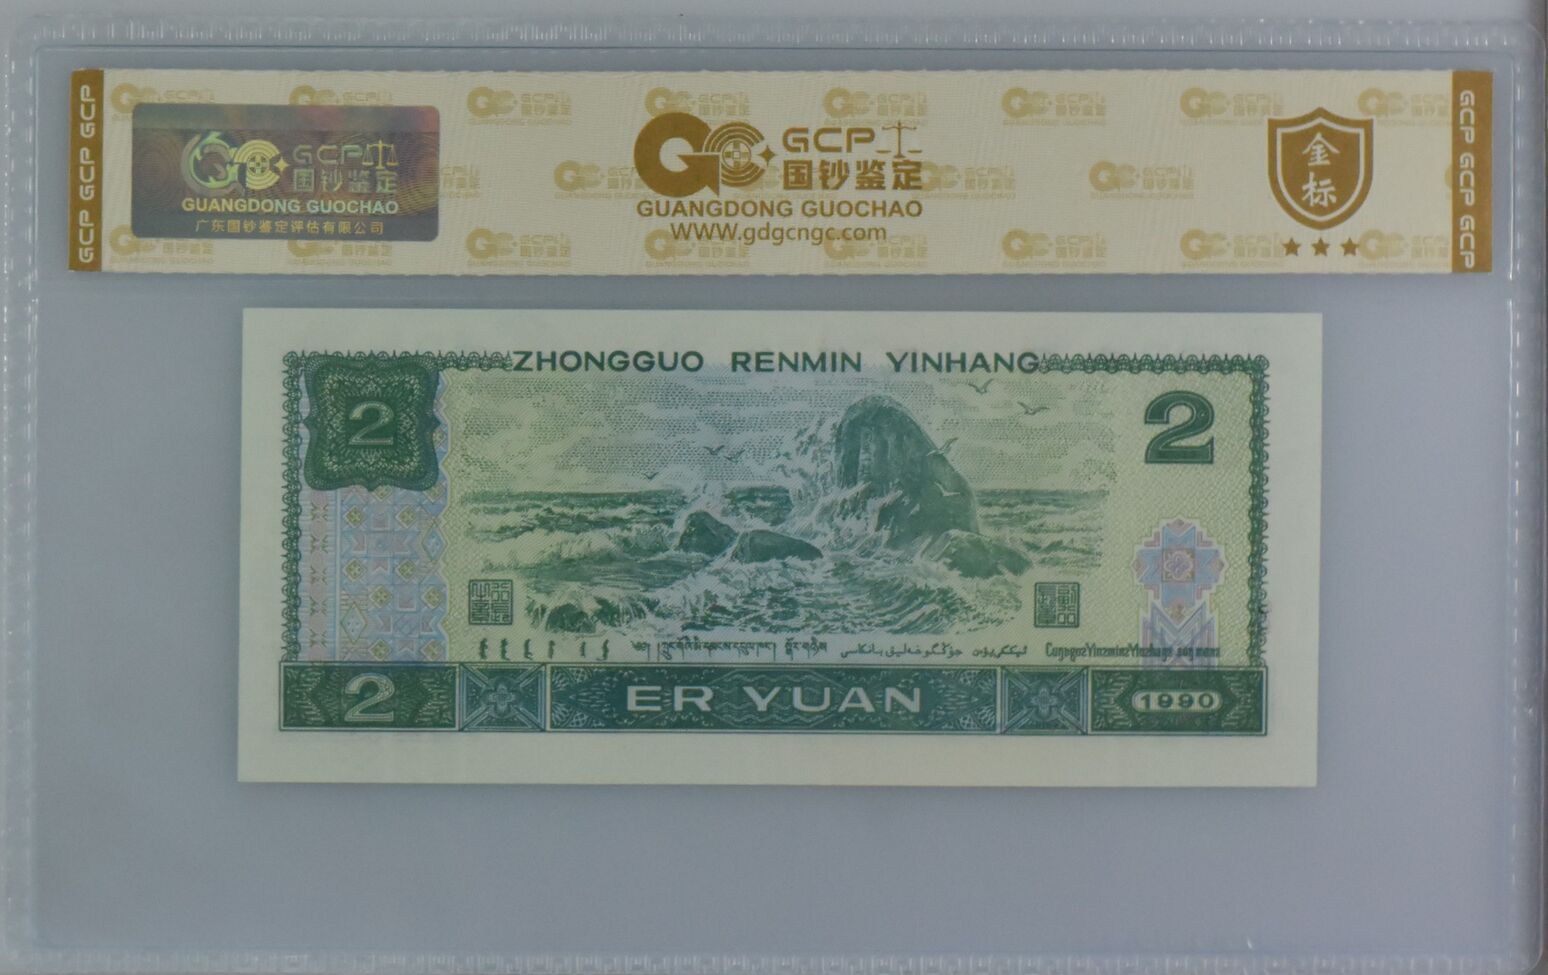 GCP GCP GCP
GCP
国钞鉴定
GUANGDONG GUOCHAO
广东国钞鉴定评估有限公司
GCP
国钞鉴定
GUANGDONG GUOCHAO
WWW.gdgcngc.com
金
标
GCP GCP GCP
ZHONGGUO RENMIN YINHANG
2
2
2
ER YUAN
1990